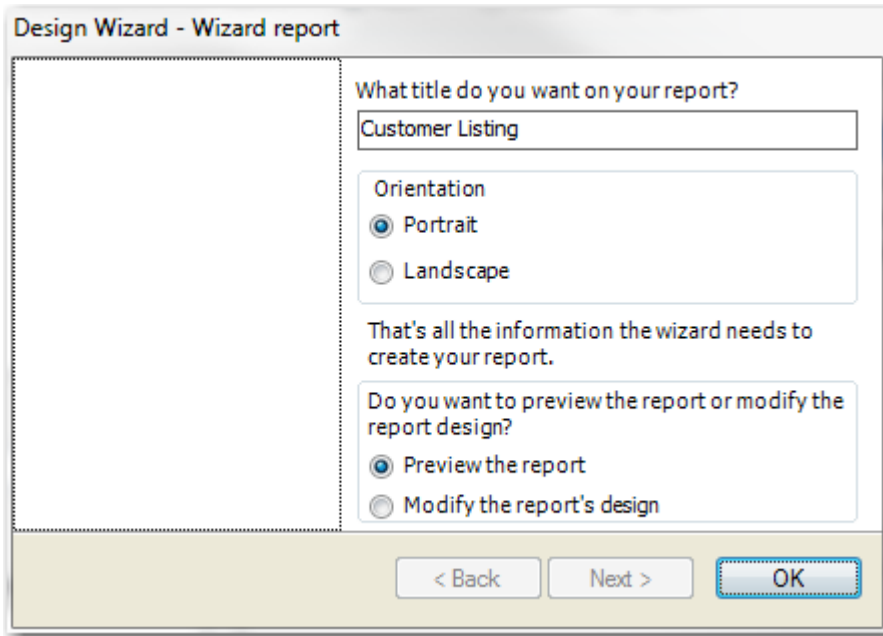 Design Wizard - Wizard report
What title do you want on your report?
Customer Listing
Orientation
Portrait
Landscape
That's all the information the wizard needs to
create your report.
Do you want to preview the report or modify the
report design?
Preview the report
Modify the report's design
< Back Next > OK